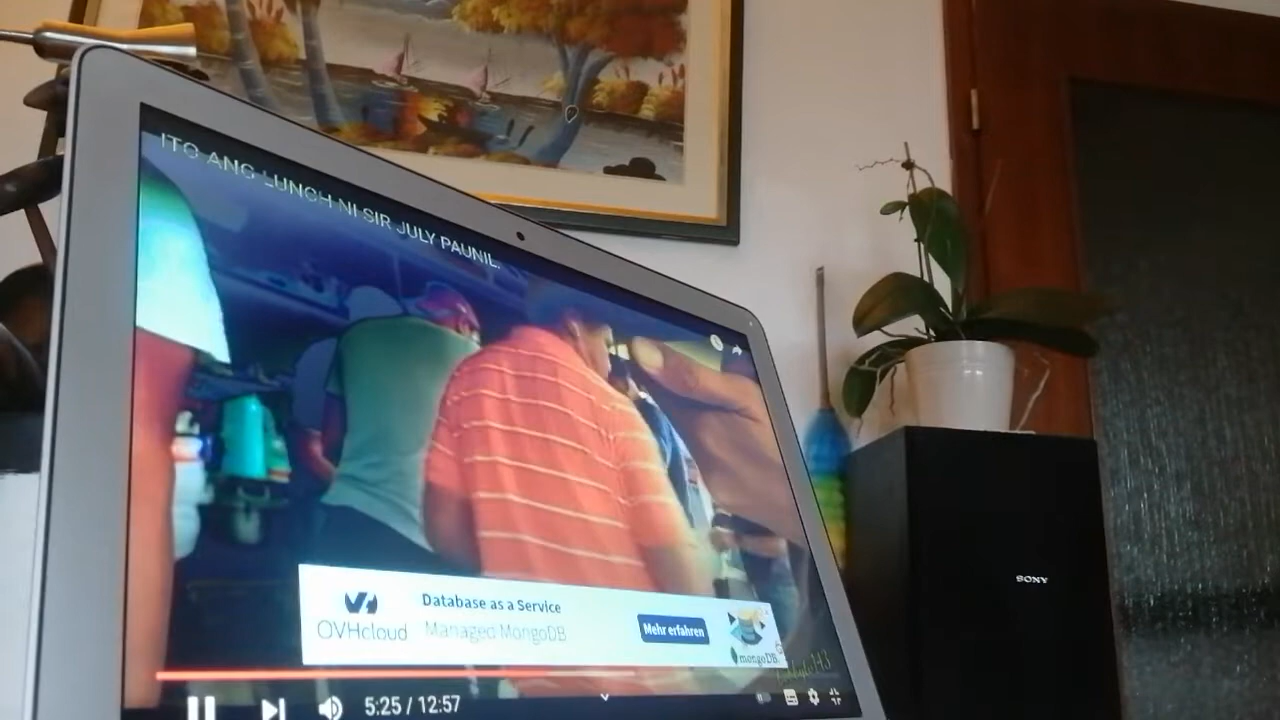 ITO ANG LUNCH NI SIR JULY PAUNIL.
SONY
OVHcloud
Database as a Service
Managed MongoDB
Mehr erfahren
mongoDB
5:25 / 12:57